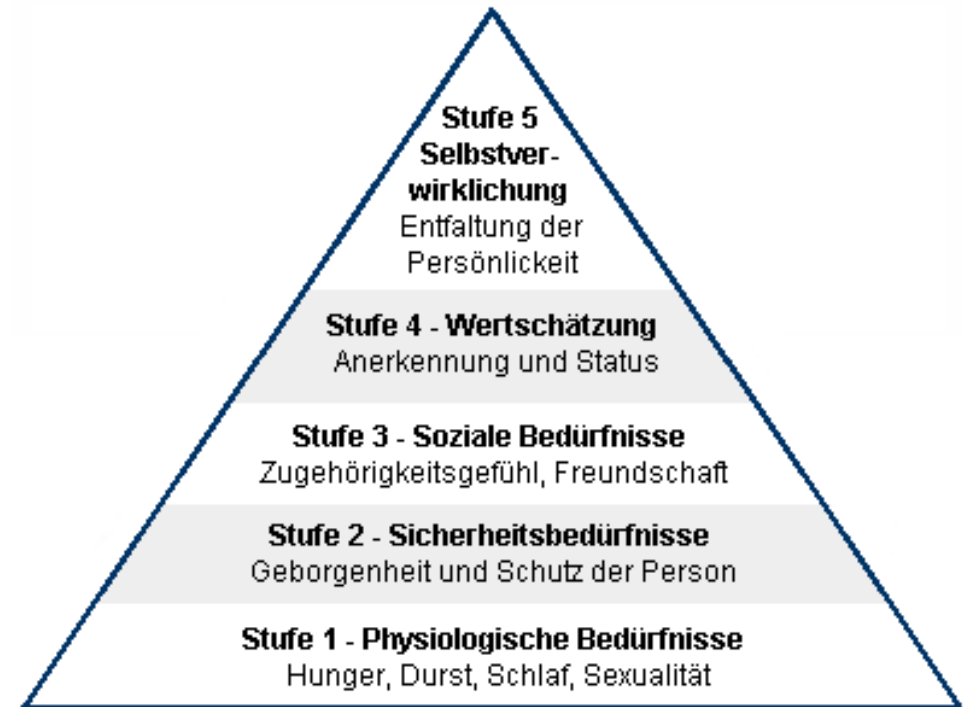 Stufe 5
Selbstver-
wirklichung
Entfaltung der
Persönlickeit
Stufe 4 - Wertschätzung
Anerkennung und Status
Stufe 3 - Soziale Bedürfnisse
Zugehörigkeitsgefühl, Freundschaft
Stufe 2 - Sicherheitsbedürfnisse
Geborgenheit und Schutz der Person
Stufe 1 - Physiologische Bedürfnisse
Hunger, Durst, Schlaf, Sexualität